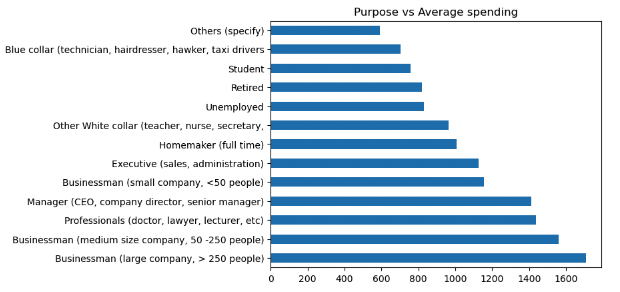 Purpose vs Average spending
Others (specify)
Blue collar (technician, hairdresser, hawker, taxi drivers
Student
Retired
Unemployed
Other White collar (teacher, nurse, secretary,
Homemaker (full time)
Executive (sales, administration)
Businessman (small company, <50 people)
Manager (CEO, company director, senior manager)
Professionals (doctor, lawyer, lecturer, etc)
Businessman (medium size company, 50 -250 people)
Businessman (large company, > 250 people)
0 200 400 600 800 1000 1200 1400 1600